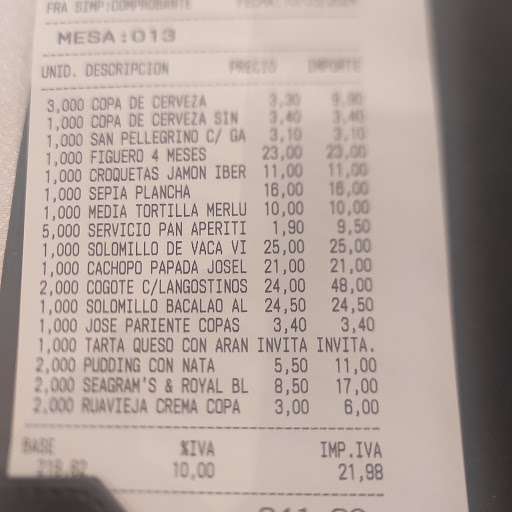 FRA SIMP:COMPROBANTE
MESA:013
UNID. DESCRIPCION PRECIO IMPORTE
3,000 COPA DE CERVEZA 3,30 9,90
1,000 COPA DE CERVEZA SIN 3,40 3,40
1,000 SAN PELLEGRINO C/ GA 3,10 3,10
1,000 FIGUERO 4 MESES 23,00 23,00
1,000 CROQUETAS JAMON IBER 11,00 11,00
1,000 SEPIA PLANCHA 16,00 16,00
1,000 MEDIA TORTILLA MERLU 10,00 10,00
5,000 SERVICIO PAN APERITI 1,90 9,50
1,000 SOLOMILLO DE VACA VI 25,00 25,00
1,000 CACHOPO PAPADA JOSEL 21,00 21,00
2,000 COGOTE C/LANGOSTINOS 24,00 48,00
1,000 SOLOMILLO BACALAO AL 24,50 24,50
1,000 JOSE PARIENTE COPAS 3,40 3,40
1,000 TARTA QUESO CON ARAN INVITA INVITA.
2,000 PUDDING CON NATA 5,50 11,00
2,000 SEAGRAM'S & ROYAL BL 8,50 17,00
2,000 RUAVIEJA CREMA COPA 3,00 6,00
BASE %IVA IMP.IVA
10,00 21,98